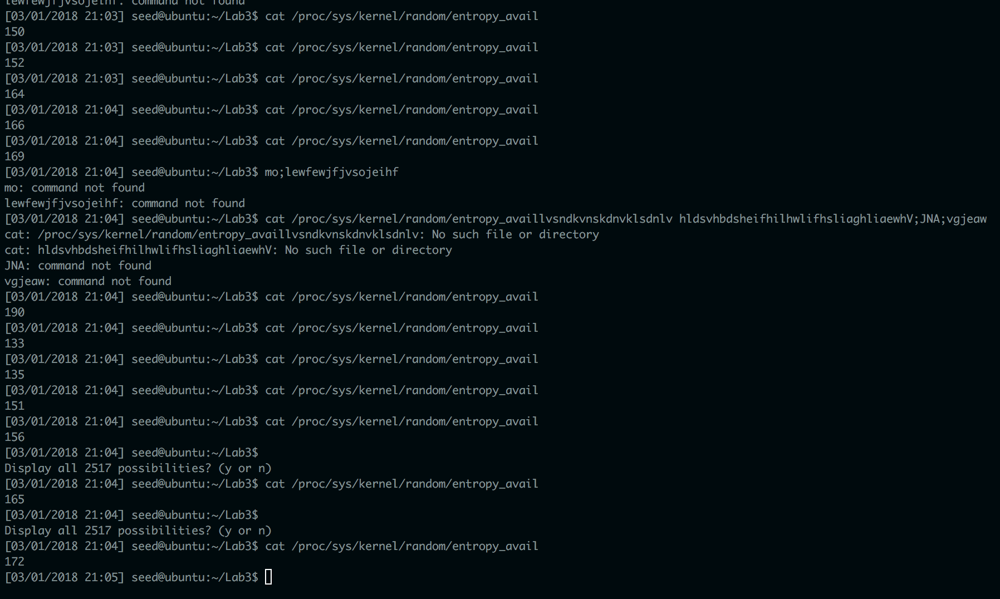 lewfewjfjvsojeihf: command not found
[03/01/2018 21:03] seed@ubuntu:~/Lab3$ cat /proc/sys/kernel/random/entropy_avail
150
[03/01/2018 21:03] seed@ubuntu:~/Lab3$ cat /proc/sys/kernel/random/entropy_avail
152
[03/01/2018 21:03] seed@ubuntu:~/Lab3$ cat /proc/sys/kernel/random/entropy_avail
164
[03/01/2018 21:04] seed@ubuntu:~/Lab3$ cat /proc/sys/kernel/random/entropy_avail
166
[03/01/2018 21:04] seed@ubuntu:~/Lab3$ cat /proc/sys/kernel/random/entropy_avail
169
[03/01/2018 21:04] seed@ubuntu:~/Lab3$ mo;lewfewjfjvsojeihf
mo: command not found
lewfewjfjvsojeihf: command not found
[03/01/2018 21:04] seed@ubuntu:~/Lab3$ cat /proc/sys/kernel/random/entropy_availlvsndkvnskdnvklsdnlv hldsvhbdsheifhilhwlifhsliaghliaewhV;JNA;vgjeaw
cat: /proc/sys/kernel/random/entropy_availlvsndkvnskdnvklsdnlv: No such file or directory
cat: hldsvhbdsheifhilhwlifhsliaghliaewhV: No such file or directory
JNA: command not found
vgjeaw: command not found
[03/01/2018 21:04] seed@ubuntu:~/Lab3$ cat /proc/sys/kernel/random/entropy_avail
190
[03/01/2018 21:04] seed@ubuntu:~/Lab3$ cat /proc/sys/kernel/random/entropy_avail
133
[03/01/2018 21:04] seed@ubuntu:~/Lab3$ cat /proc/sys/kernel/random/entropy_avail
135
[03/01/2018 21:04] seed@ubuntu:~/Lab3$ cat /proc/sys/kernel/random/entropy_avail
151
[03/01/2018 21:04] seed@ubuntu:~/Lab3$ cat /proc/sys/kernel/random/entropy_avail
156
[03/01/2018 21:04] seed@ubuntu:~/Lab3$
Display all 2517 possibilities? (y or n)
[03/01/2018 21:04] seed@ubuntu:~/Lab3$ cat /proc/sys/kernel/random/entropy_avail
165
[03/01/2018 21:04] seed@ubuntu:~/Lab3$
Display all 2517 possibilities? (y or n)
[03/01/2018 21:04] seed@ubuntu:~/Lab3$ cat /proc/sys/kernel/random/entropy_avail
172
[03/01/2018 21:05] seed@ubuntu:~/Lab3$